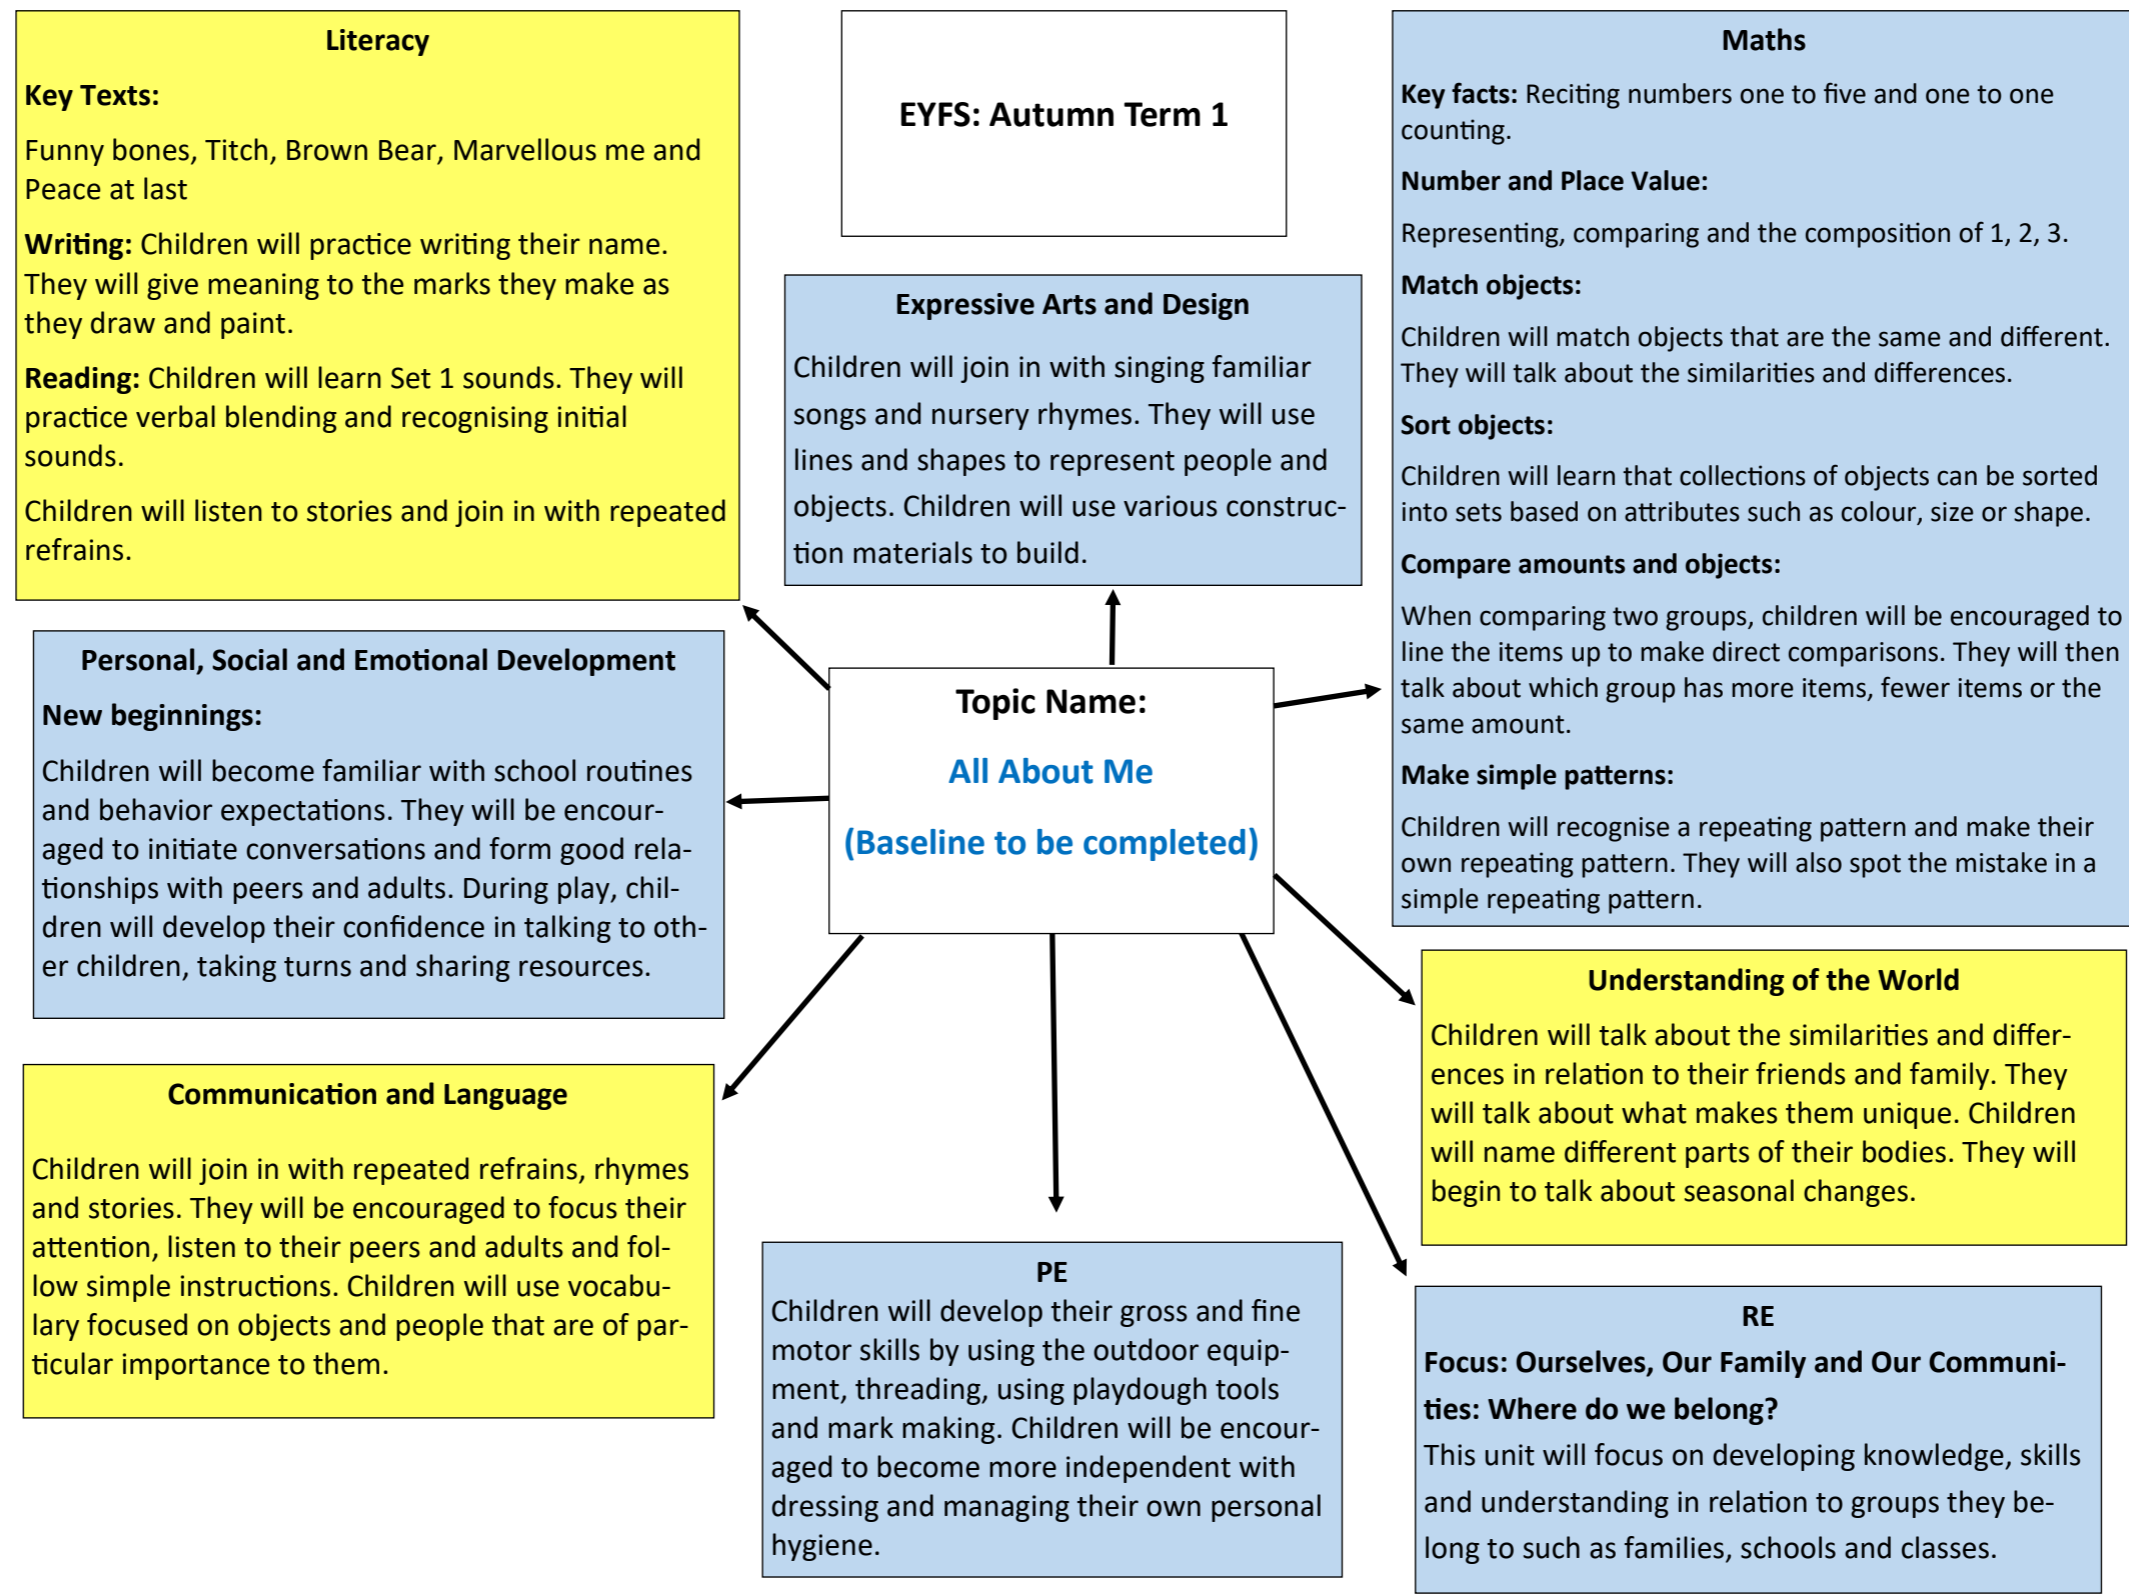 Literacy
Key Texts:
Funny bones, Titch, Brown Bear, Marvellous me and
Peace at last
Writing: Children will practice writing their name.
They will give meaning to the marks they make as
they draw and paint.
Reading: Children will learn Set 1 sounds. They will
practice verbal blending and recognising initial
sounds.
Children will listen to stories and join in with repeated
refrains.
EYFS: Autumn Term 1
Expressive Arts and Design
Children will join in with singing familiar
songs and nursery rhymes. They will use
lines and shapes to represent people and
objects. Children will use various construc-
tion materials to build.
Maths
Key facts: Reciting numbers one to five and one to one
counting.
Number and Place Value:
Representing, comparing and the composition of 1, 2, 3.
Match objects:
Children will match objects that are the same and different.
They will talk about the similarities and differences.
Sort objects:
Children will learn that collections of objects can be sorted
into sets based on attributes such as colour, size or shape.
Compare amounts and objects:
When comparing two groups, children will be encouraged to
line the items up to make direct comparisons. They will then
talk about which group has more items, fewer items or the
same amount.
Make simple patterns:
Children will recognise a repeating pattern and make their
own repeating pattern. They will also spot the mistake in a
simple repeating pattern.
Personal, Social and Emotional Development
New beginnings:
Children will become familiar with school routines
and behavior expectations. They will be encour-
aged to initiate conversations and form good rela-
tionships with peers and adults. During play, chil-
dren will develop their confidence in talking to oth-
er children, taking turns and sharing resources.
Topic Name:
All About Me
(Baseline to be completed)
Communication and Language
Children will join in with repeated refrains, rhymes
and stories. They will be encouraged to focus their
attention, listen to their peers and adults and fol-
low simple instructions. Children will use vocabu-
lary focused on objects and people that are of par-
ticular importance to them.
PE
Children will develop their gross and fine
motor skills by using the outdoor equip-
ment, threading, using playdough tools
and mark making. Children will be encour-
aged to become more independent with
dressing and managing their own personal
hygiene.
Understanding of the World
Children will talk about the similarities and differ-
ences in relation to their friends and family. They
will talk about what makes them unique. Children
will name different parts of their bodies. They will
begin to talk about seasonal changes.
RE
Focus: Ourselves, Our Family and Our Communi-
ties: Where do we belong?
This unit will focus on developing knowledge, skills
and understanding in relation to groups they be-
long to such as families, schools and classes.